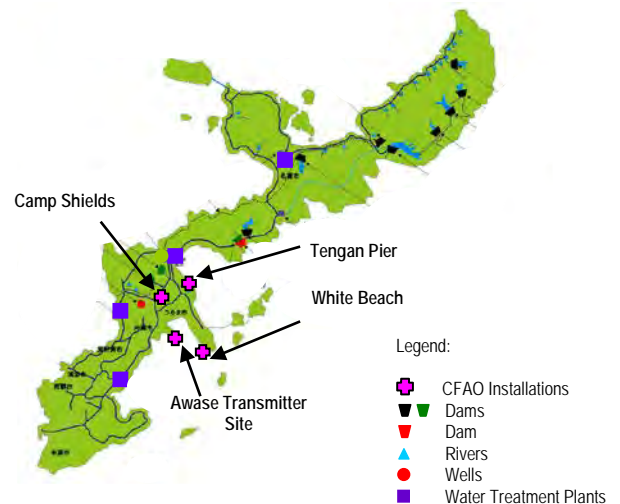 Camp Shields
Tengan Pier
White Beach
Awase Transmitter
Site
Legend:
CFAO Installations
Dams
Dam
Rivers
Wells
Water Treatment Plants